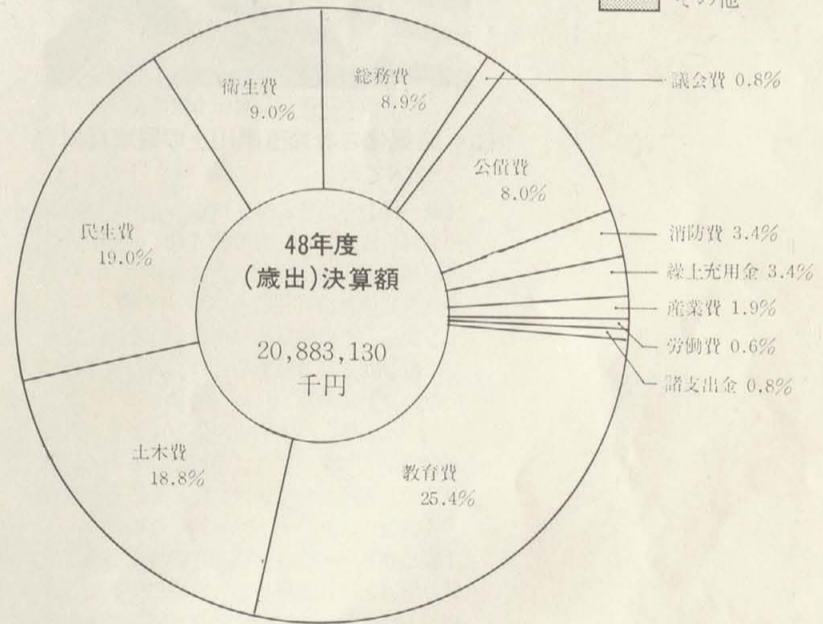 その他
総務費
8.9%
議会費 0.8%
公債費
8.0%
消防費 3.4%
繰上充用金 3.4%
産業費 1.9%
労働費 0.6%
諸支出金 0.8%
教育費
25.4%
土木費
18.8%
民生費
19.0%
衛生費
9.0%
48年度
(歳出)決算額
20,883,130
千円